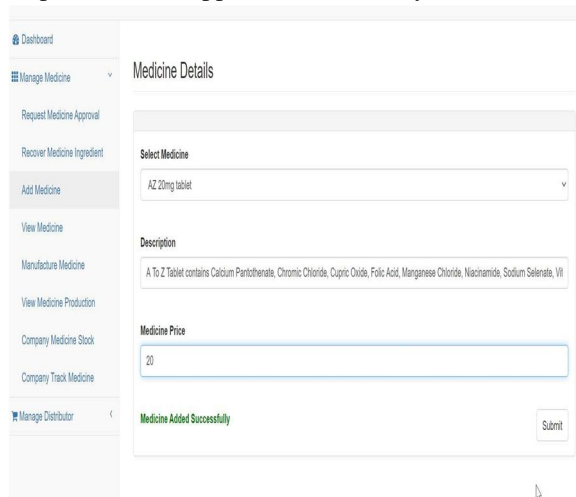 Dashboard
Manage Medicine
Request Medicine Approval
Recover Medicine Ingredient
Add Medicine
View Medicine
Manufacture Medicine
View Medicine Production
Company Medicine Stock
Company Track Medicine
Manage Distributor
Medicine Details
Select Medicine
AZ 20mg tablet
Description
A To Z Tablet contains Calcium Pantothenate, Chromic Chloride, Cupric Oxide, Folic Acid, Manganese Chloride, Niacinamide, Sodium Selenate,
Medicine Price
20
Medicine Added Successfully
Submit